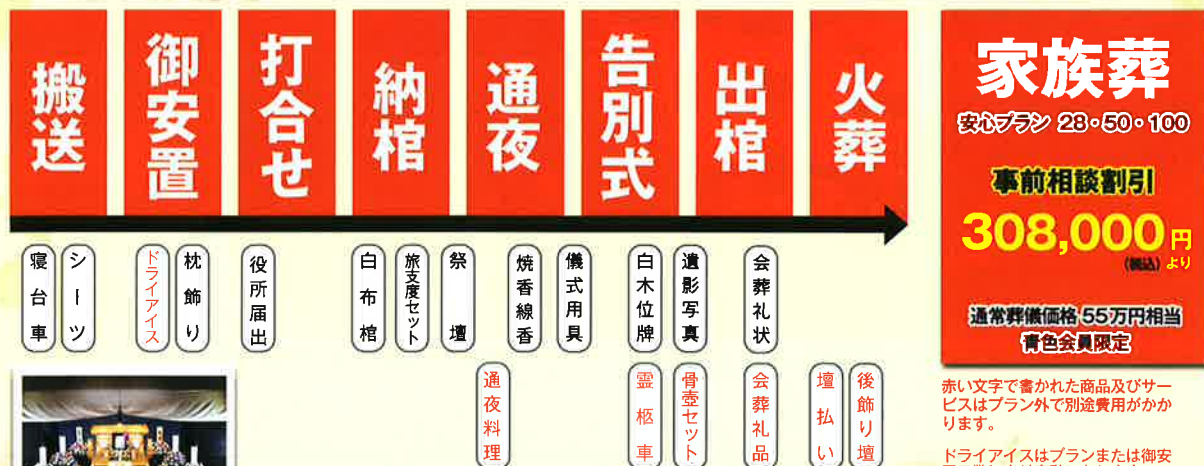 搬送
御安置
打合せ
納棺
通夜
告別式
出棺
火葬
寝台車
シーツ
ドライアイス
枕飾り
役所届出
白布棺
旅支度セット
祭壇
焼香線香
儀式用具
白木位牌
遺影写真
会葬礼状
通夜料理
霊柩車
骨壺セット
会葬礼品
壇払い
後飾り壇
家族葬
安心プラン 28・50・100
事前相談割引
308,000円
(税込)より
通常葬儀価格 55万円相当
青色会員限定
赤い文字で書かれた商品及びサー
ビスはプラン外で別途費用がかか
ります。
ドライアイスはプランまたは御安